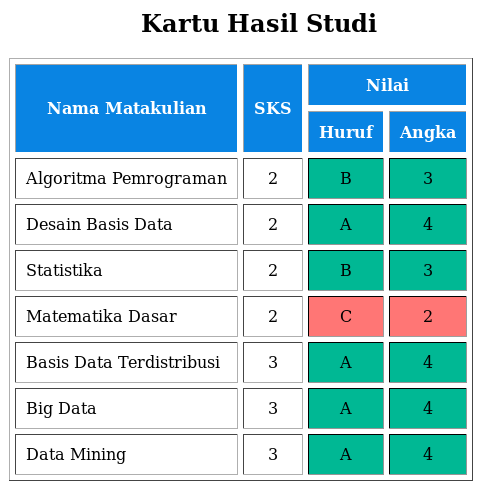 Kartu Hasil Studi
Nama Matakulian SKS Nilai
Huruf Angka
Algoritma Pemrograman 2 B 3
Desain Basis Data 2 A 4
Statistika 2 B 3
Matematika Dasar 2 C 2
Basis Data Terdistribusi 3 A 4
Big Data 3 A 4
Data Mining 3 A 4